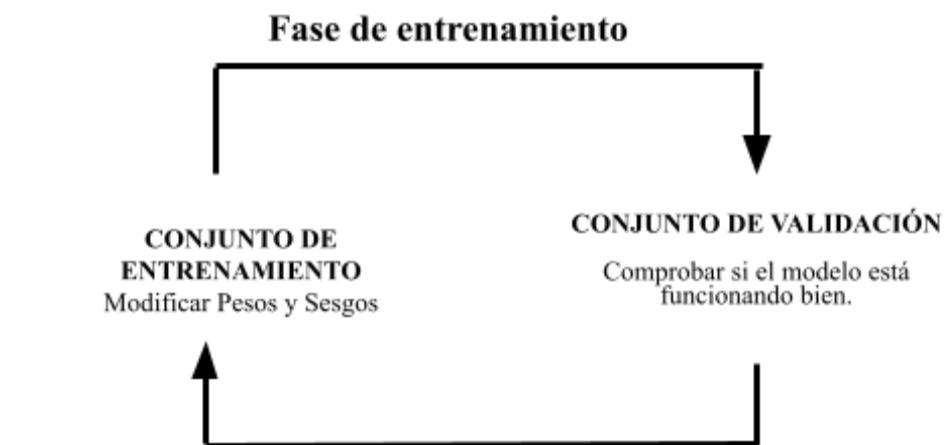 Fase de entrenamiento
CONJUNTO DE
ENTRENAMIENTO
Modificar Pesos y Sesgos
CONJUNTO DE VALIDACIÓN
Comprobar si el modelo está
funcionando bien.